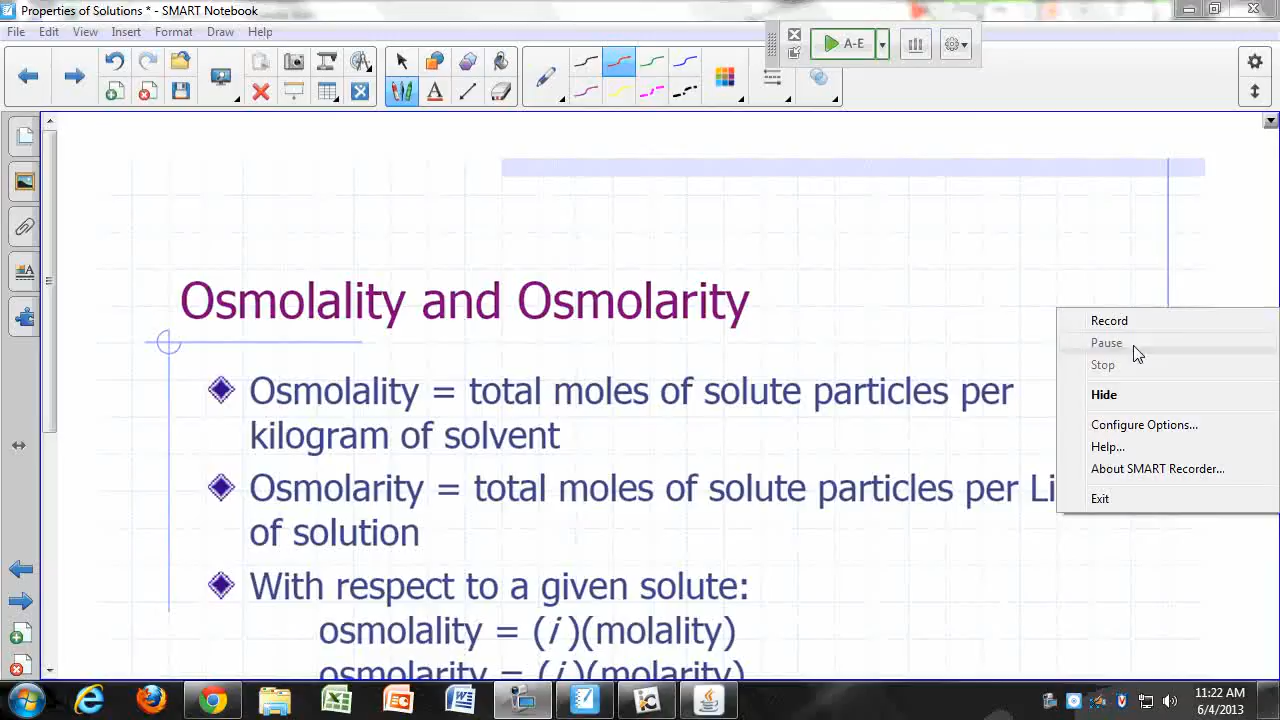 Properties of Solutions * - SMART Notebook
File Edit View Insert Format Draw Help
A-E
Osmolality and Osmolarity
Osmolality = total moles of solute particles per
kilogram of solvent
Osmolarity = total moles of solute particles per Li
of solution
With respect to a given solute:
osmolality = (i )(molality)
osmolarity = (i )(molarity)
Record
Pause
Stop
Hide
Configure Options...
Help...
About SMART Recorder...
Exit
11:22 AM
6/4/2013